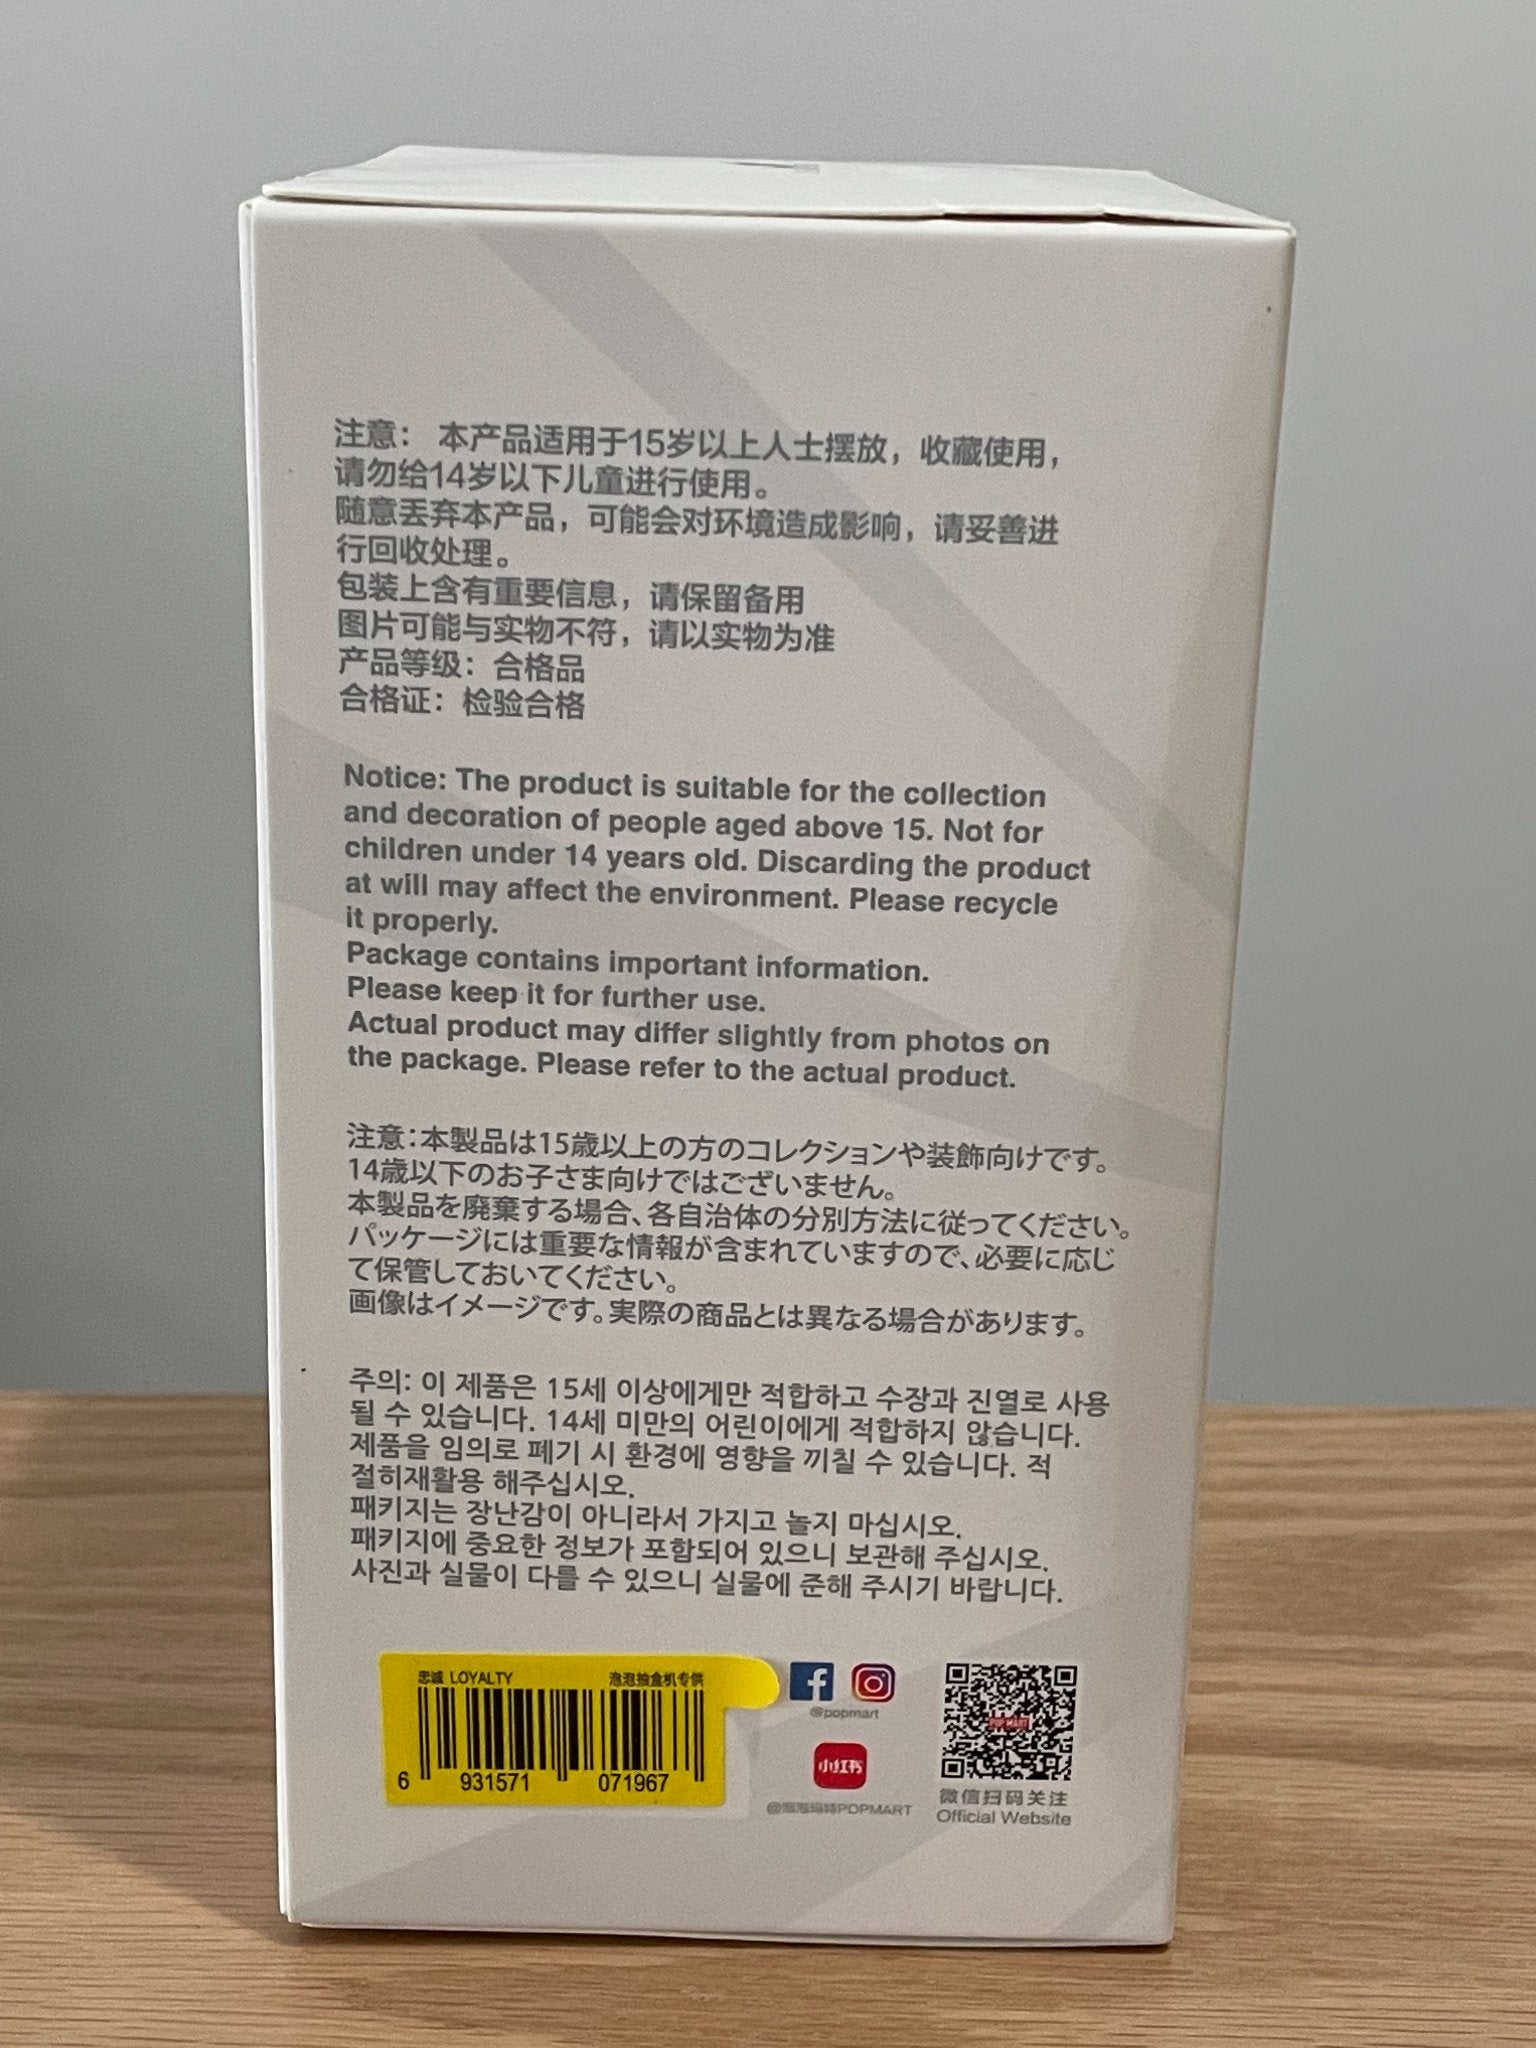 注意： 本产品适用于15岁以上人士摆放，收藏使用，
请勿给14岁以下儿童进行使用。
随意丢弃本产品，可能会对环境造成影响，请妥善进
行回收处理。
包装上含有重要信息，请保留备用
图片可能与实物不符，请以实物为准
产品等级：合格品
合格证：检验合格
Notice: The product is suitable for the collection
and decoration of people aged above 15. Not for
children under 14 years old. Discarding the product
at will may affect the environment. Please recycle
it properly.
Package contains important information.
Please keep it for further use.
Actual product may differ slightly from photos on
the package. Please refer to the actual product.
注意：本製品は15歳以上の方のコレクションや装飾向けです。
14歳以下のお子さま向けではございません。
本製品を廃棄する場合、各自治体の分別方法に従ってください。
パッケージには重要な情報が含まれていますので、必要に応じ
て保管しておいてください。
画像はイメージです。実際の商品とは異なる場合があります。
주의: 이 제품은 15세 이상에게만 적합하고 수장과 진열로 사용
될 수 있습니다. 14세 미만의 어린이에게 적합하지 않습니다.
제품을 임의로 폐기 시 환경에 영향을 끼칠 수 있습니다. 적
절히재활용 해주십시오.
패키지는 장난감이 아니라서 가지고 놀지 마십시오.
패키지에 중요한 정보가 포함되어 있으니 보관해 주십시오.
사진과 실물이 다를 수 있으니 실물에 준해 주시기 바랍니다.
忠诚 LOYALTY 泡泡抽盒机专供
6 931571 071967
@popmart
小红书
@泡泡玛特POPMART
POP MART
微信扫码关注
Official Website